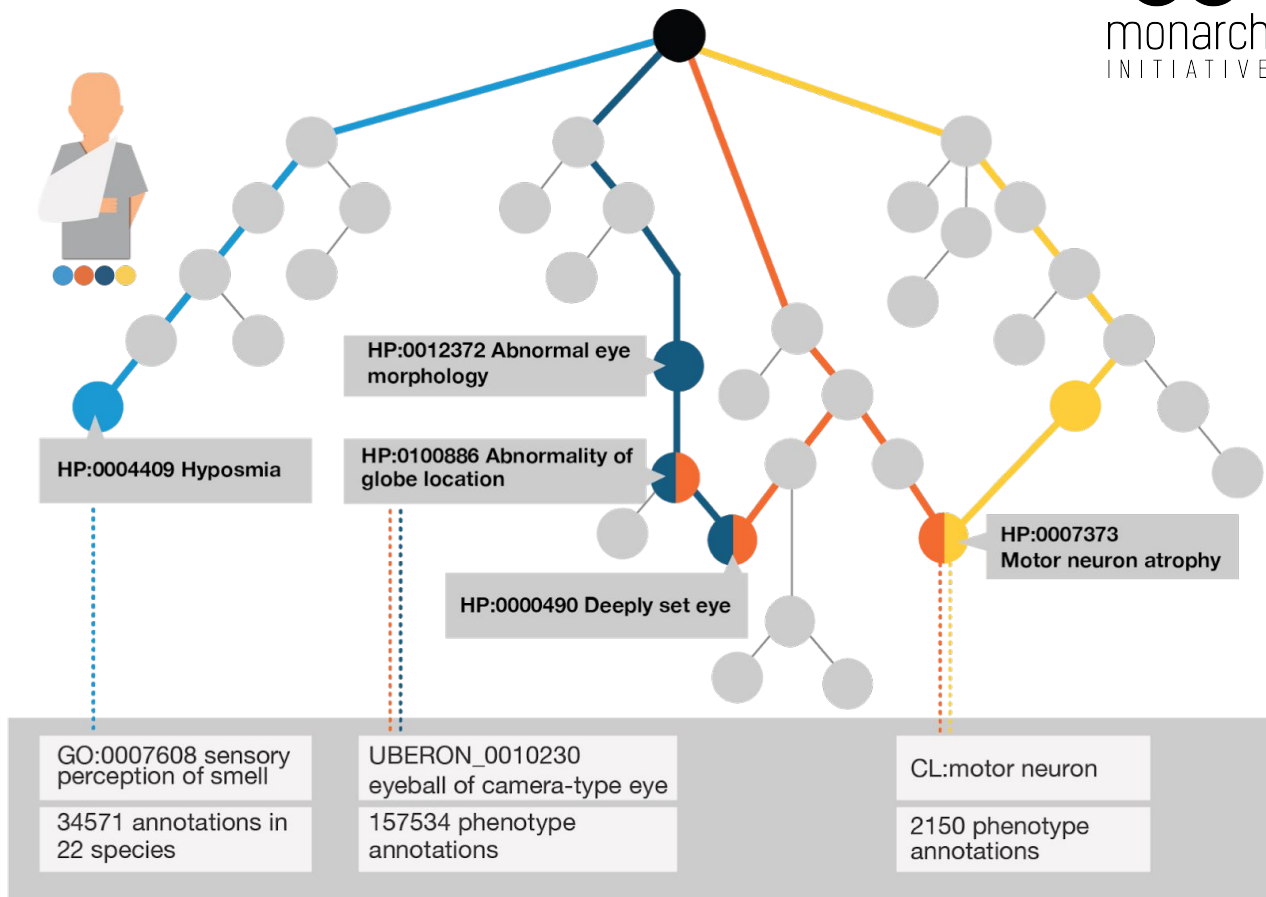 monarch
INITIATIVE
HP:0012372 Abnormal eye
morphology
HP:0004409 Hyposmia
HP:0100886 Abnormality of
globe location
HP:0007373
Motor neuron atrophy
HP:0000490 Deeply set eye
GO:0007608 sensory
perception of smell
34571 annotations in
22 species
UBERON_0010230
eyeball of camera-type eye
157534 phenotype
annotations
CL:motor neuron
2150 phenotype
annotations